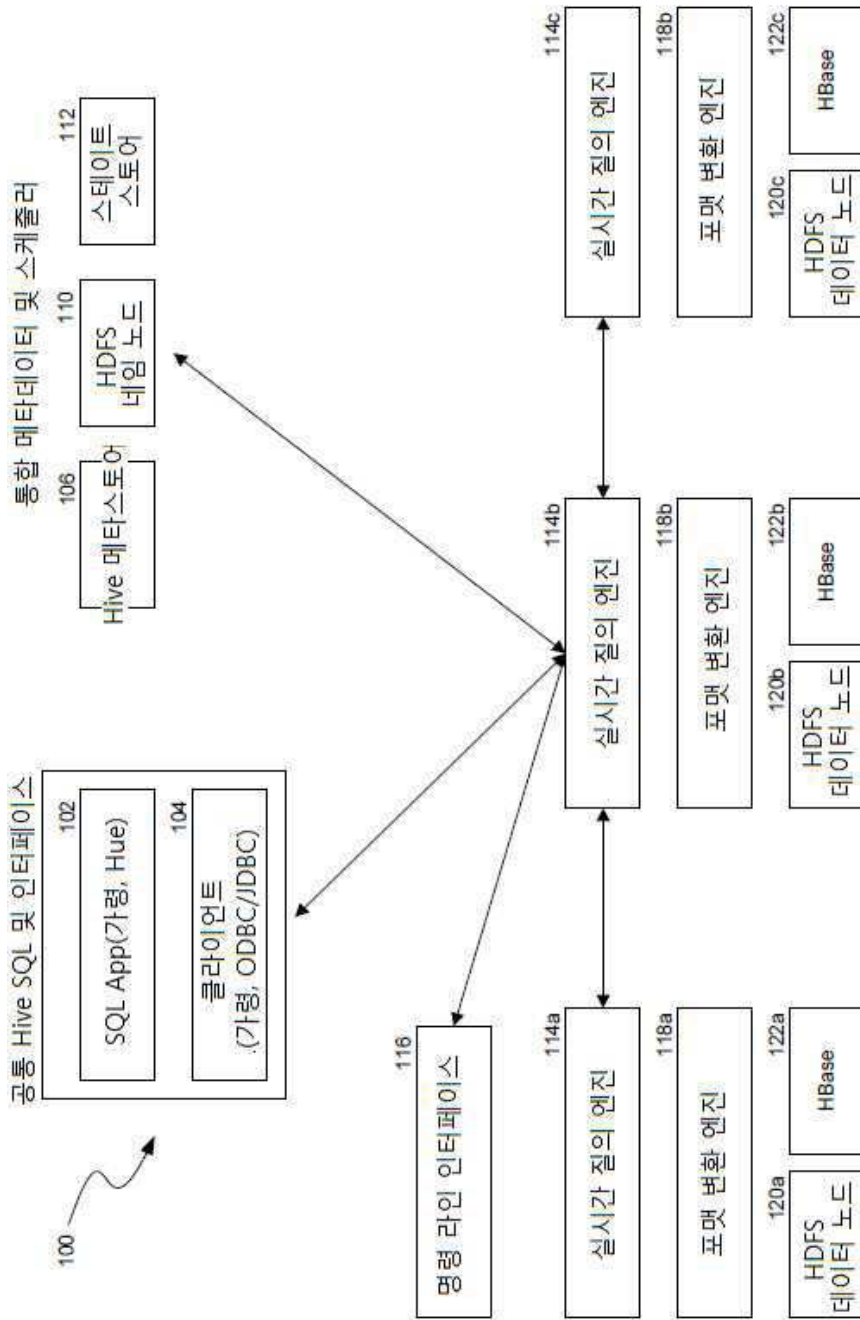 100
공통 Hive SQL 및 인터페이스
102
SQL App(가령, Hue)
104
클라이언트
.(가령, ODBC/JDBC)
통합 메타데이터 및 스케줄러
106
Hive 메타스토어
110
HDFS
네임 노드
112
스테이트
스토어
116
명령 라인 인터페이스
114a
실시간 질의 엔진
114b
실시간 질의 엔진
114c
실시간 질의 엔진
118a
포맷 변환 엔진
118b
포맷 변환 엔진
118b
포맷 변환 엔진
120a
HDFS
데이터 노드
122a
HBase
120b
HDFS
데이터 노드
122b
HBase
120c
HDFS
데이터 노드
122c
HBase